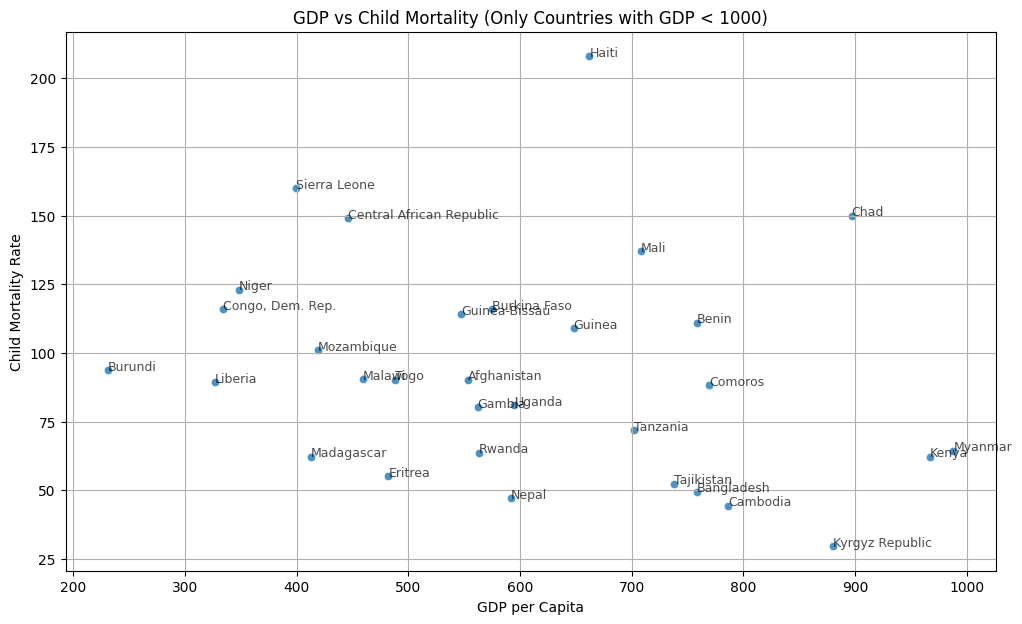 GDP vs Child Mortality (Only Countries with GDP < 1000)
Haiti
200
175
Sierra Leone
Central African Republic
Chad
150
Mali
Niger
125
Congo, Dem. Rep.
Burkina Faso
Guinea-Bissau
Guinea
Benin
Mozambique
100
Burundi
Liberia
Malawi
Togo
Afghanistan
Comoros
Gambia
Uganda
75
Tanzania
Madagascar
Rwanda
Kenya
Myanmar
Eritrea
Nepal
Tajikistan
Bangladesh
50
Cambodia
Kyrgyz Republic
25
Child Mortality Rate
200 300 400 500 600 700 800 900 1000
GDP per Capita